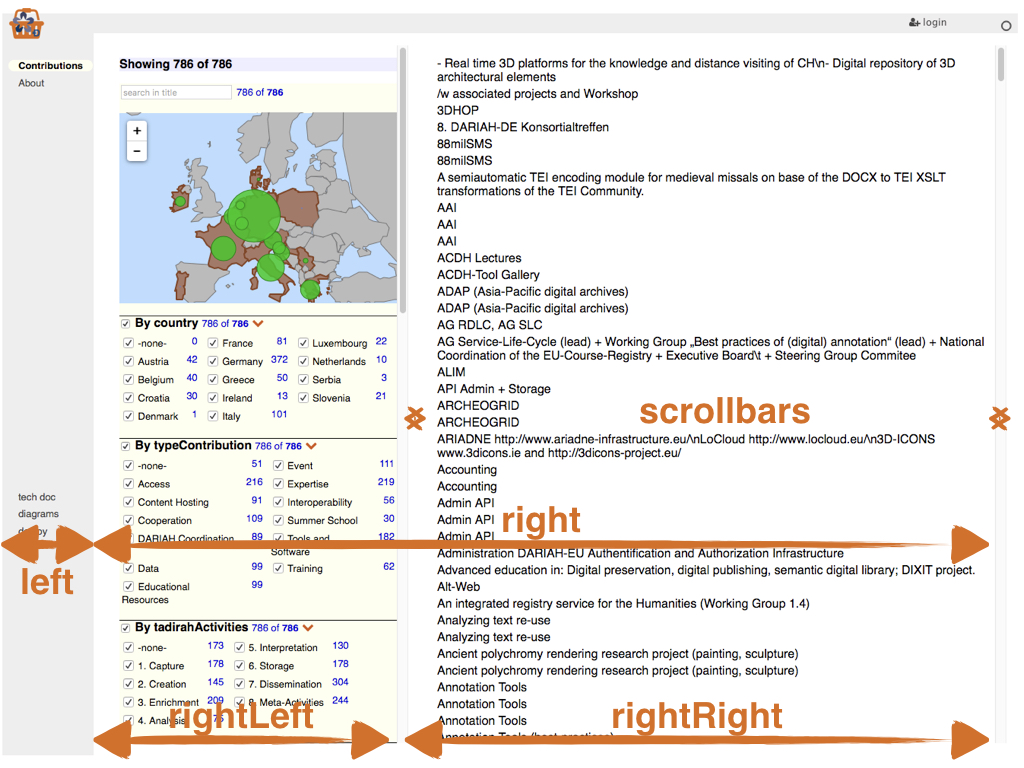 login
Contributions
About
Showing 786 of 786
search in title 786 of 786
+
−
By country 786 of 786
-none- 0 France 81 Luxembourg 22
Austria 42 Germany 372 Netherlands 10
Belgium 40 Greece 50 Serbia 3
Croatia 30 Ireland 13 Slovenia 21
Denmark 1 Italy 101
By typeContribution 786 of 786
-none- 51 Event 111
Access 216 Expertise 219
Content Hosting 91 Interoperability 56
Cooperation 109 Summer School 30
DARIAH Coordination 89 Tools and 182
Software
Data 99 Training 62
Educational 99
Resources
By tadirahActivities 786 of 786
-none- 173 5. Interpretation 130
1. Capture 178 6. Storage 178
2. Creation 145 7. Dissemination 304
3. Enrichment 209 8. Meta-Activities 244
4. Analysis
- Real time 3D platforms for the knowledge and distance visiting of CH\n- Digital repository of 3D
architectural elements
/w associated projects and Workshop
3DHOP
8. DARIAH-DE Konsortialtreffen
88milSMS
88milSMS
A semiautomatic TEI encoding module for medieval missals on base of the DOCX to TEI XSLT
transformations of the TEI Community.
AAI
AAI
AAI
ACDH Lectures
ACDH-Tool Gallery
ADAP (Asia-Pacific digital archives)
ADAP (Asia-Pacific digital archives)
AG RDLC, AG SLC
AG Service-Life-Cycle (lead) + Working Group „Best practices of (digital) annotation“ (lead) + National
Coordination of the EU-Course-Registry + Executive Board\t + Steering Group Commitee
ALIM
API Admin + Storage
ARCHEOGRID
ARCHEOGRID
ARIADNE http://www.ariadne-infrastructure.eu/\nLoCloud http://www.locloud.eu/\n3D-ICONS
www.3dicons.ie and http://3dicons-project.eu/
Accounting
Accounting
Admin API
Admin API
Admin API
Administration DARIAH-EU Authentification and Authorization Infrastructure
Advanced education in: Digital preservation, digital publishing, semantic digital library; DIXIT project.
Alt-Web
An integrated registry service for the Humanities (Working Group 1.4)
Analyzing text re-use
Analyzing text re-use
Ancient polychromy rendering research project (painting, sculpture)
Ancient polychromy rendering research project (painting, sculpture)
Annotation Tools
Annotation Tools
Annotation Tools
Annotation Tools (best practices)
scrollbars
tech doc
diagrams
right
left
rightLeft
rightRight